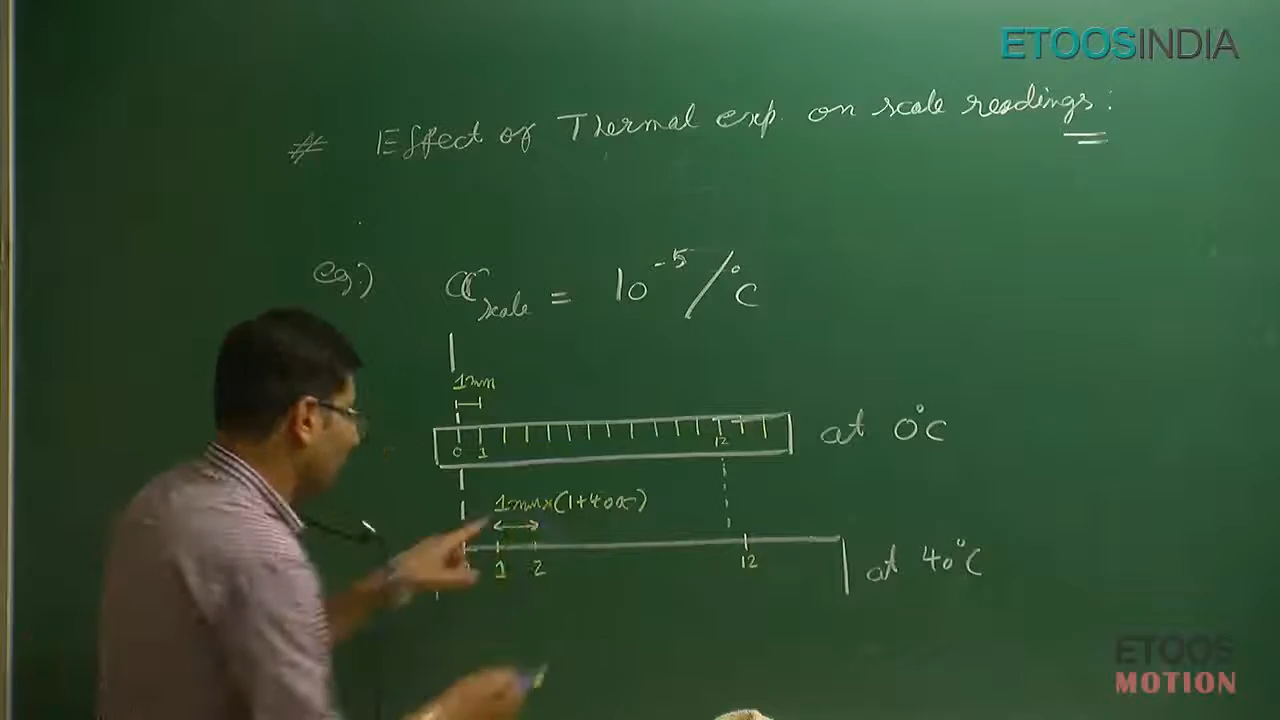 ETOOSINDIA
# Effect of Thermal exp. on scale readings:
eg:) α scale = 10⁻⁵/°C
1mm
0 1 12 at 0°C
1mm×(1+40α)
1 2 12 at 40°C
ETOOS
MOTION